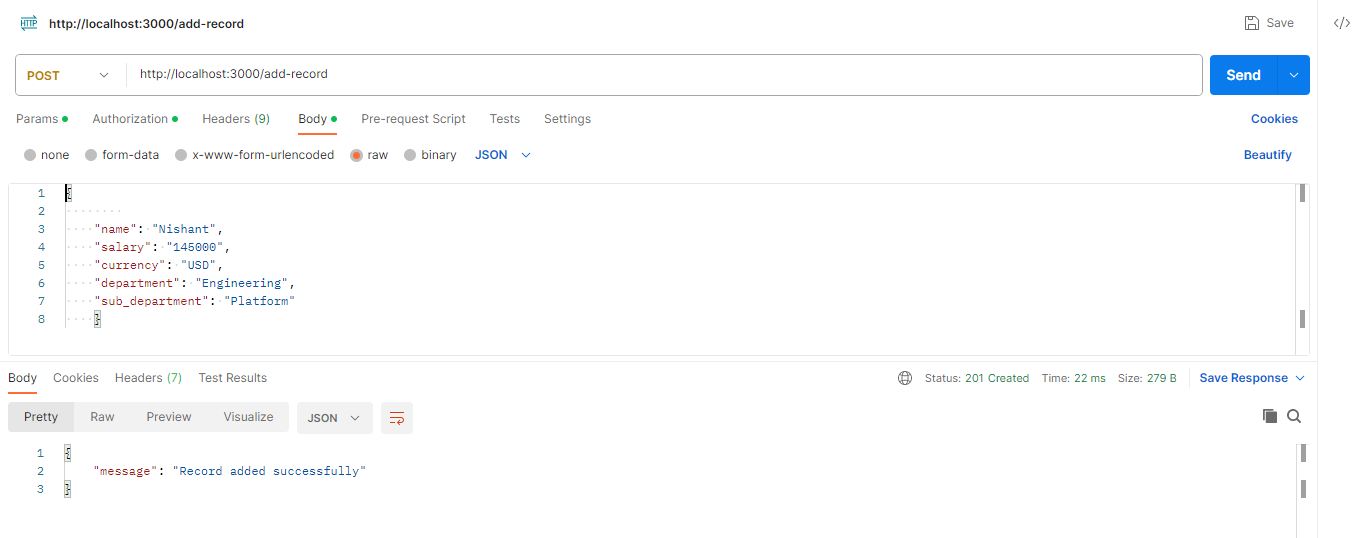 HTTP http://localhost:3000/add-record Save </>
POST http://localhost:3000/add-record Send
Params Authorization Headers (9) Body Pre-request Script Tests Settings Cookies
none form-data x-www-form-urlencoded raw binary JSON Beautify
1 {
2
3 "name": "Nishant",
4 "salary": "145000",
5 "currency": "USD",
6 "department": "Engineering",
7 "sub_department": "Platform"
8 }
Body Cookies Headers (7) Test Results Status: 201 Created Time: 22 ms Size: 279 B Save Response
Pretty Raw Preview Visualize JSON
1 {
2 "message": "Record added successfully"
3 }